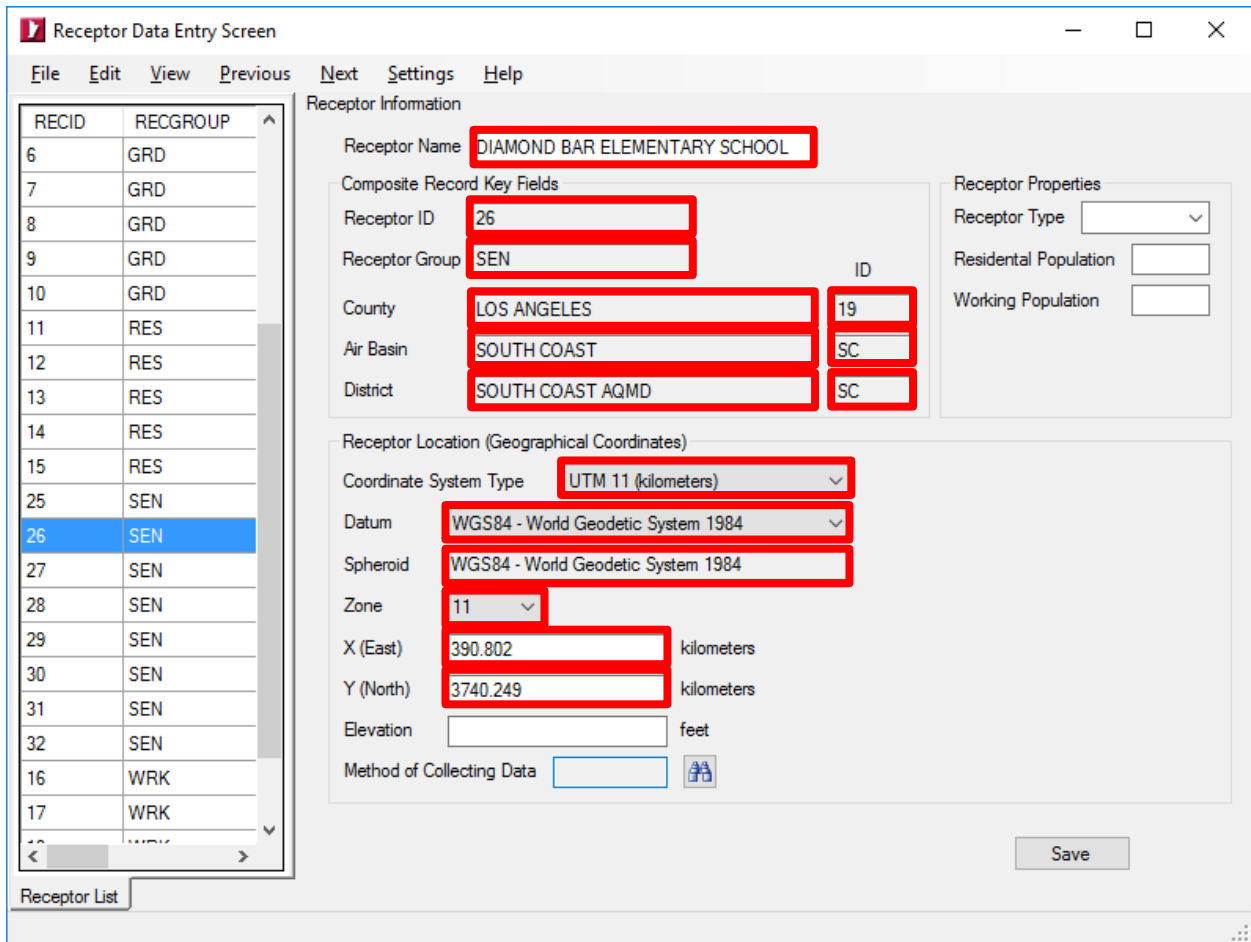 Receptor Data Entry Screen
File Edit View Previous Next Settings Help
RECID RECGROUP
6 GRD
7 GRD
8 GRD
9 GRD
10 GRD
11 RES
12 RES
13 RES
14 RES
15 RES
25 SEN
26 SEN
27 SEN
28 SEN
29 SEN
30 SEN
31 SEN
32 SEN
16 WRK
17 WRK
Receptor List
Receptor Information
Receptor Name DIAMOND BAR ELEMENTARY SCHOOL
Composite Record Key Fields
Receptor ID 26
Receptor Group SEN
ID
County LOS ANGELES 19
Air Basin SOUTH COAST SC
District SOUTH COAST AQMD SC
Receptor Properties
Receptor Type
Residental Population
Working Population
Receptor Location (Geographical Coordinates)
Coordinate System Type UTM 11 (kilometers)
Datum WGS84 - World Geodetic System 1984
Spheroid WGS84 - World Geodetic System 1984
Zone 11
X (East) 390.802 kilometers
Y (North) 3740.249 kilometers
Elevation feet
Method of Collecting Data
Save